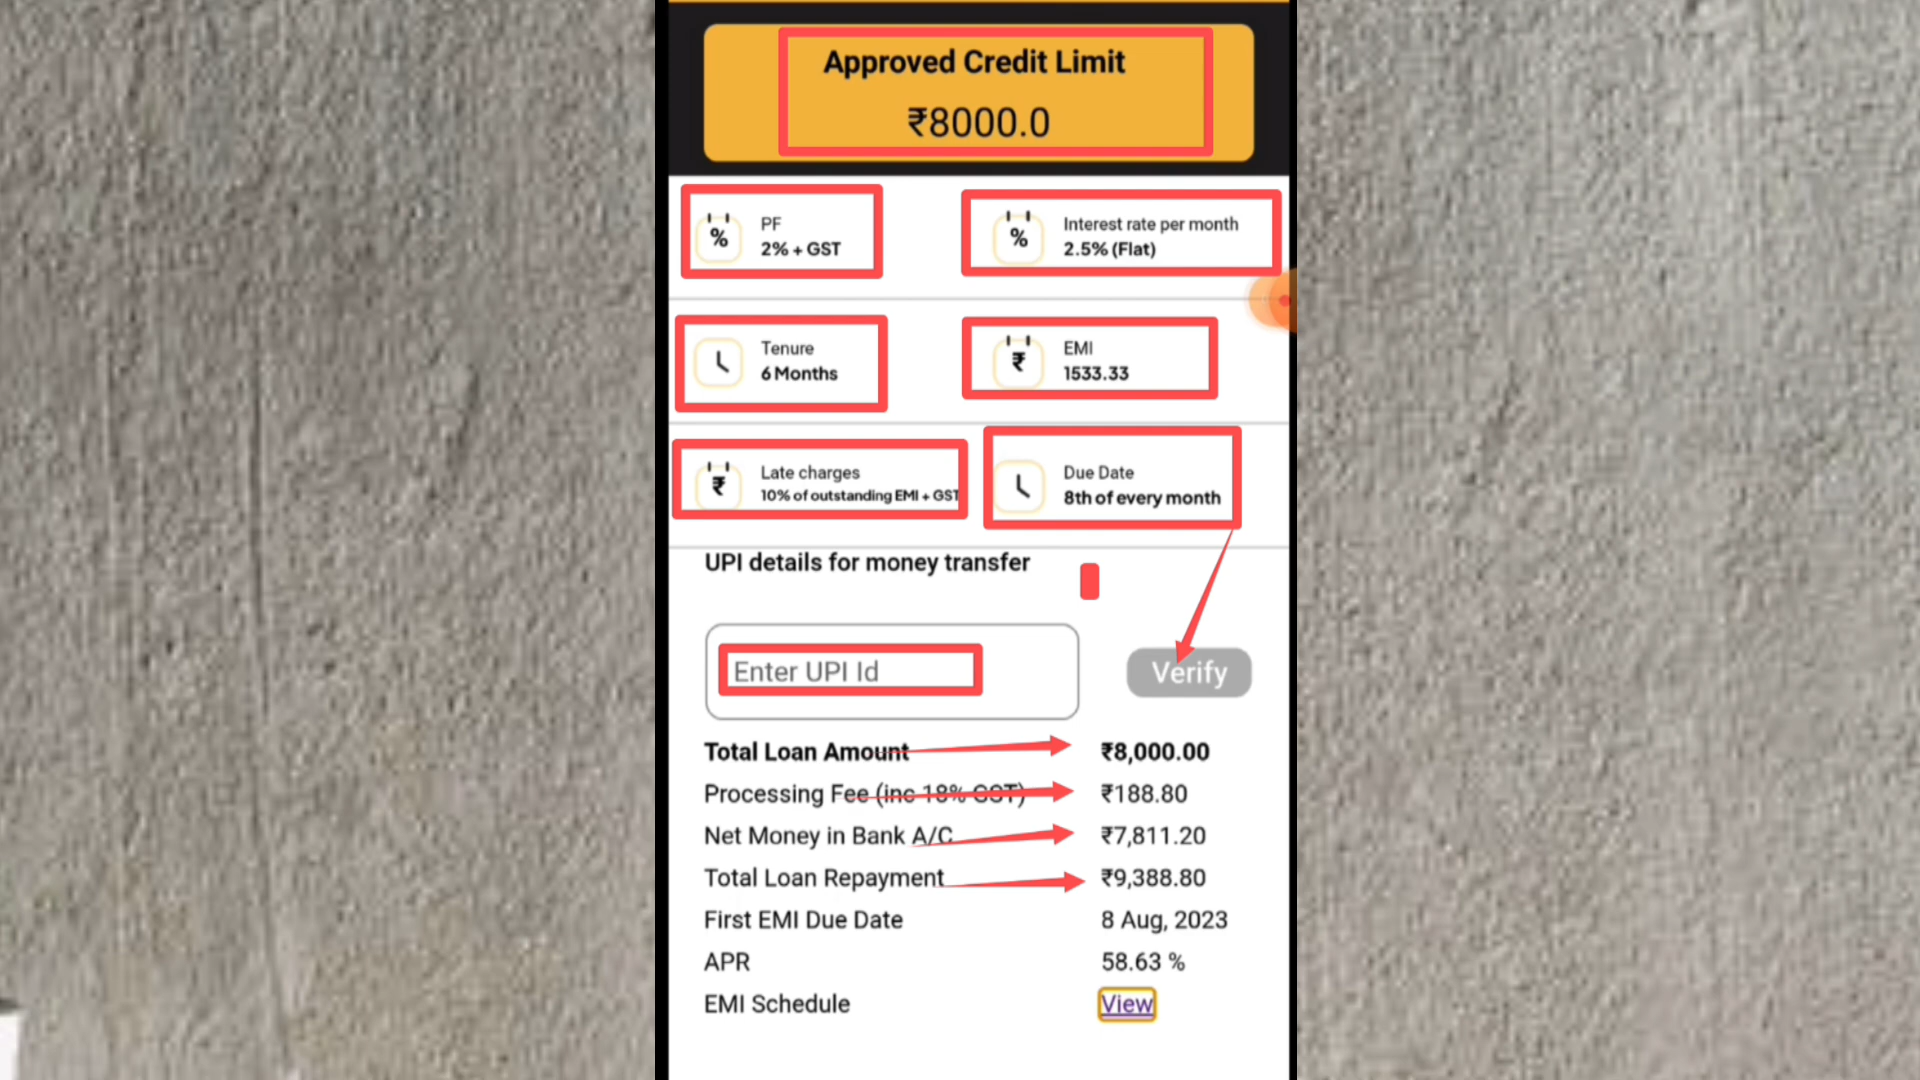 Approved Credit Limit
₹8000.0
PF
2% + GST
Interest rate per month
2.5% (Flat)
Tenure
6 Months
EMI
1533.33
Late charges
10% of outstanding EMI + GST
Due Date
8th of every month
UPI details for money transfer
Enter UPI Id
Verify
Total Loan Amount ₹8,000.00
Processing Fee (inc 18% GST) ₹188.80
Net Money in Bank A/C ₹7,811.20
Total Loan Repayment ₹9,388.80
First EMI Due Date 8 Aug, 2023
APR 58.63 %
EMI Schedule View